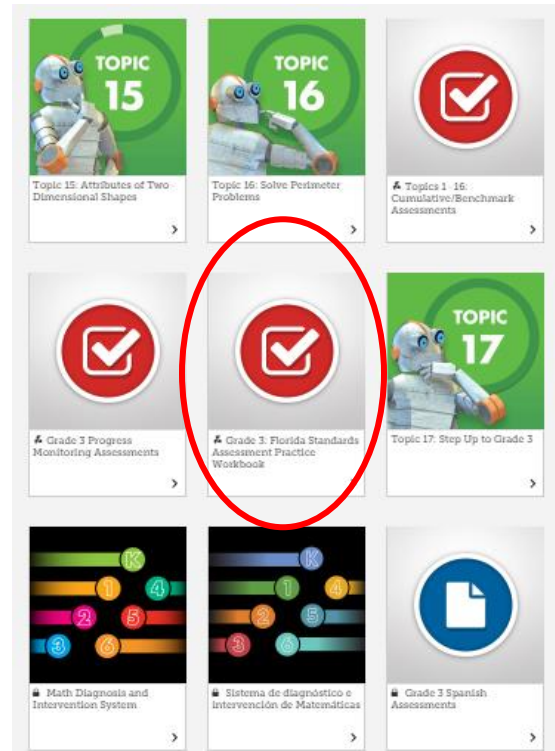 TOPIC
15
Topic 15: Attributes of Two
Dimensional Shapes
TOPIC
16
Topic 16: Solve Perimeter
Problems
Topics 1-16:
Cumulative/Benchmark
Assessments
Grade 3 Progress
Monitoring Assessments
Grade 3: Florida Standards
Assessment Practice
Workbook
TOPIC
17
Topic 17: Step Up to Grade 3
K
1
4
2
5
3
6
Math Diagnosis and
Intervention System
K
1
4
2
5
3
6
Sistema de diagnóstico e
intervención de Matemáticas
Grade 3 Spanish
Assessments